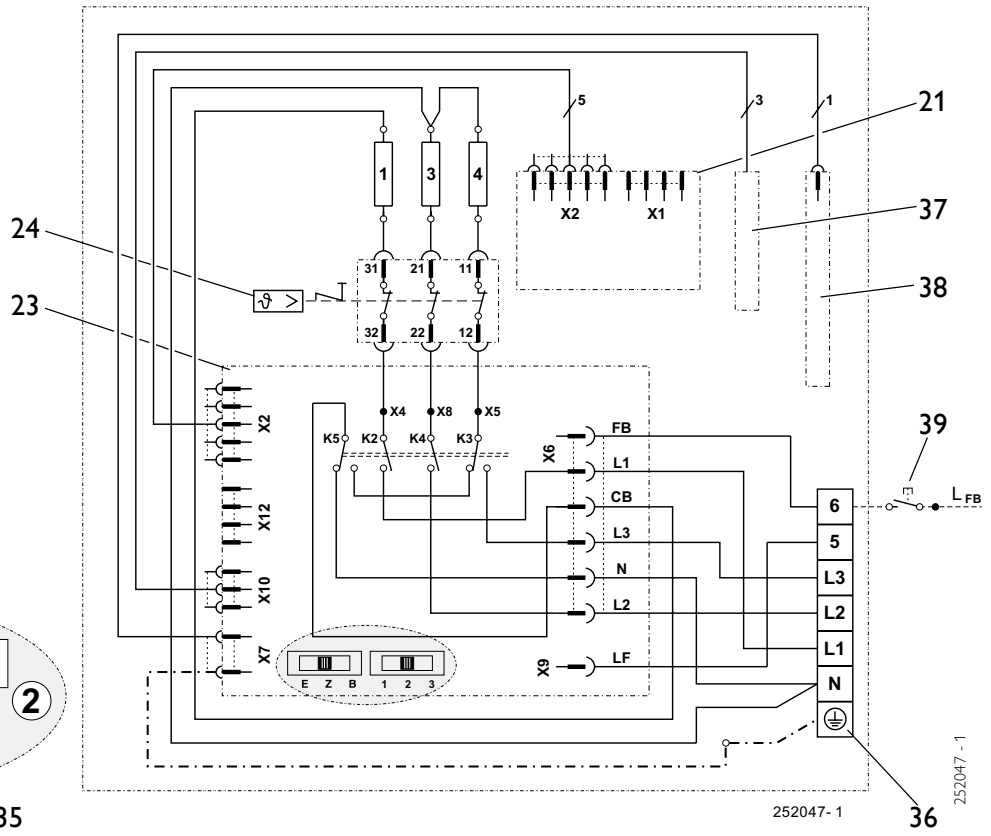 5
3
1
21
1
3
4
X2
X1
37
24
31
21
11
38
ϑ >
23
32
22
12
39
X4
X8
X5
X2
K5
K2
K4
K3
X6
FB
L1
CB
L3
N
L2
6
L FB
5
L3
L2
L1
N
X12
X10
X7
X9
LF
E Z B
1 2 3
2
35
252047-1
36
252047 - 1